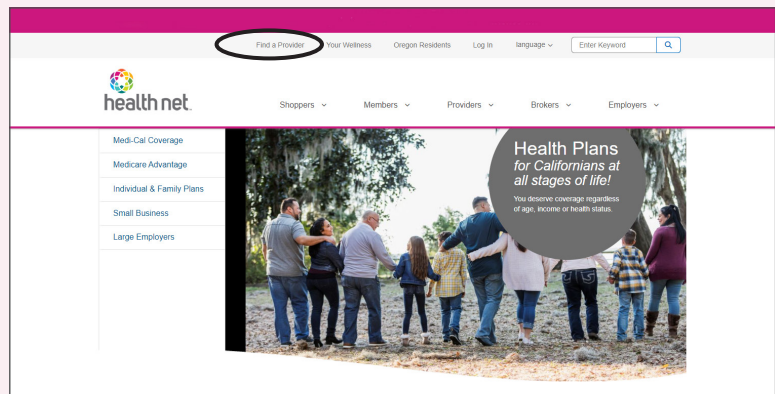 Find a Provider Your Wellness Oregon Residents Log In language Enter Keyword
health net.
Shoppers Members Providers Brokers Employers
Medi-Cal Coverage
Medicare Advantage
Individual & Family Plans
Small Business
Large Employers
Health Plans
for Californians at
all stages of life!
You deserve coverage regardless
of age, income or health status.